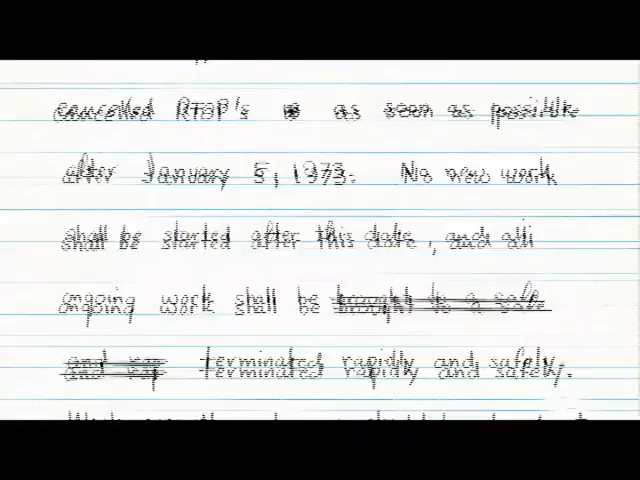 cancelled RTOP's as soon as possible
after January 5, 1973. No new work
shall be started after this date, and all
ongoing work shall be brought to a safe
and rap terminated rapidly and safely.